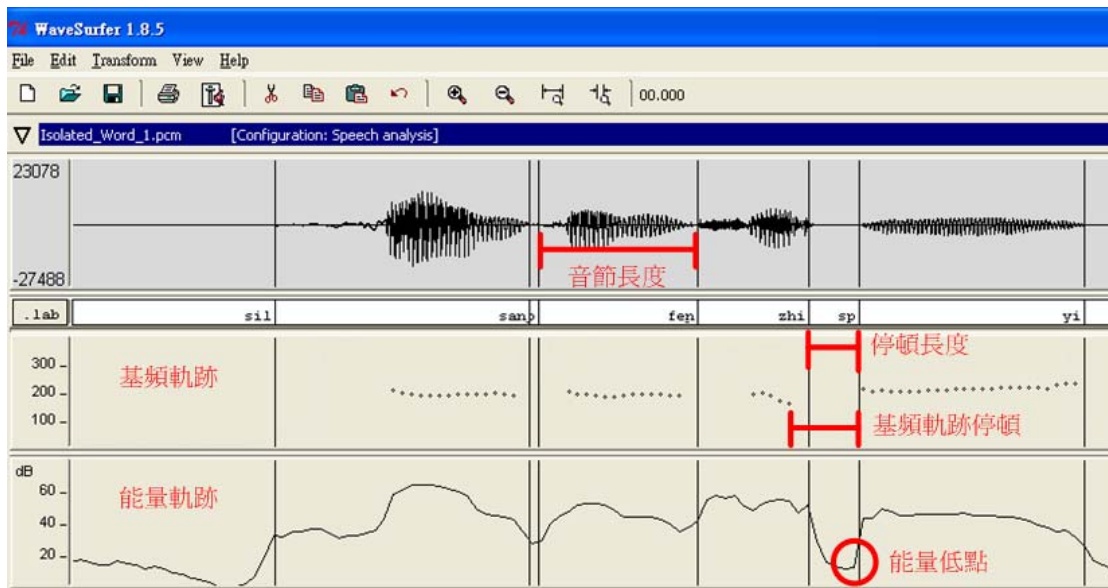 WaveSurfer 1.8.5
File Edit Transform View Help
00.000
Isolated_Word_1.pcm [Configuration: Speech analysis]
23078
音節長度
-27488
.lab sil san fen zhi sp yi
停頓長度
300
基頻軌跡
200
100
基頻軌跡停頓
dB
60
能量軌跡
40
20
能量低點